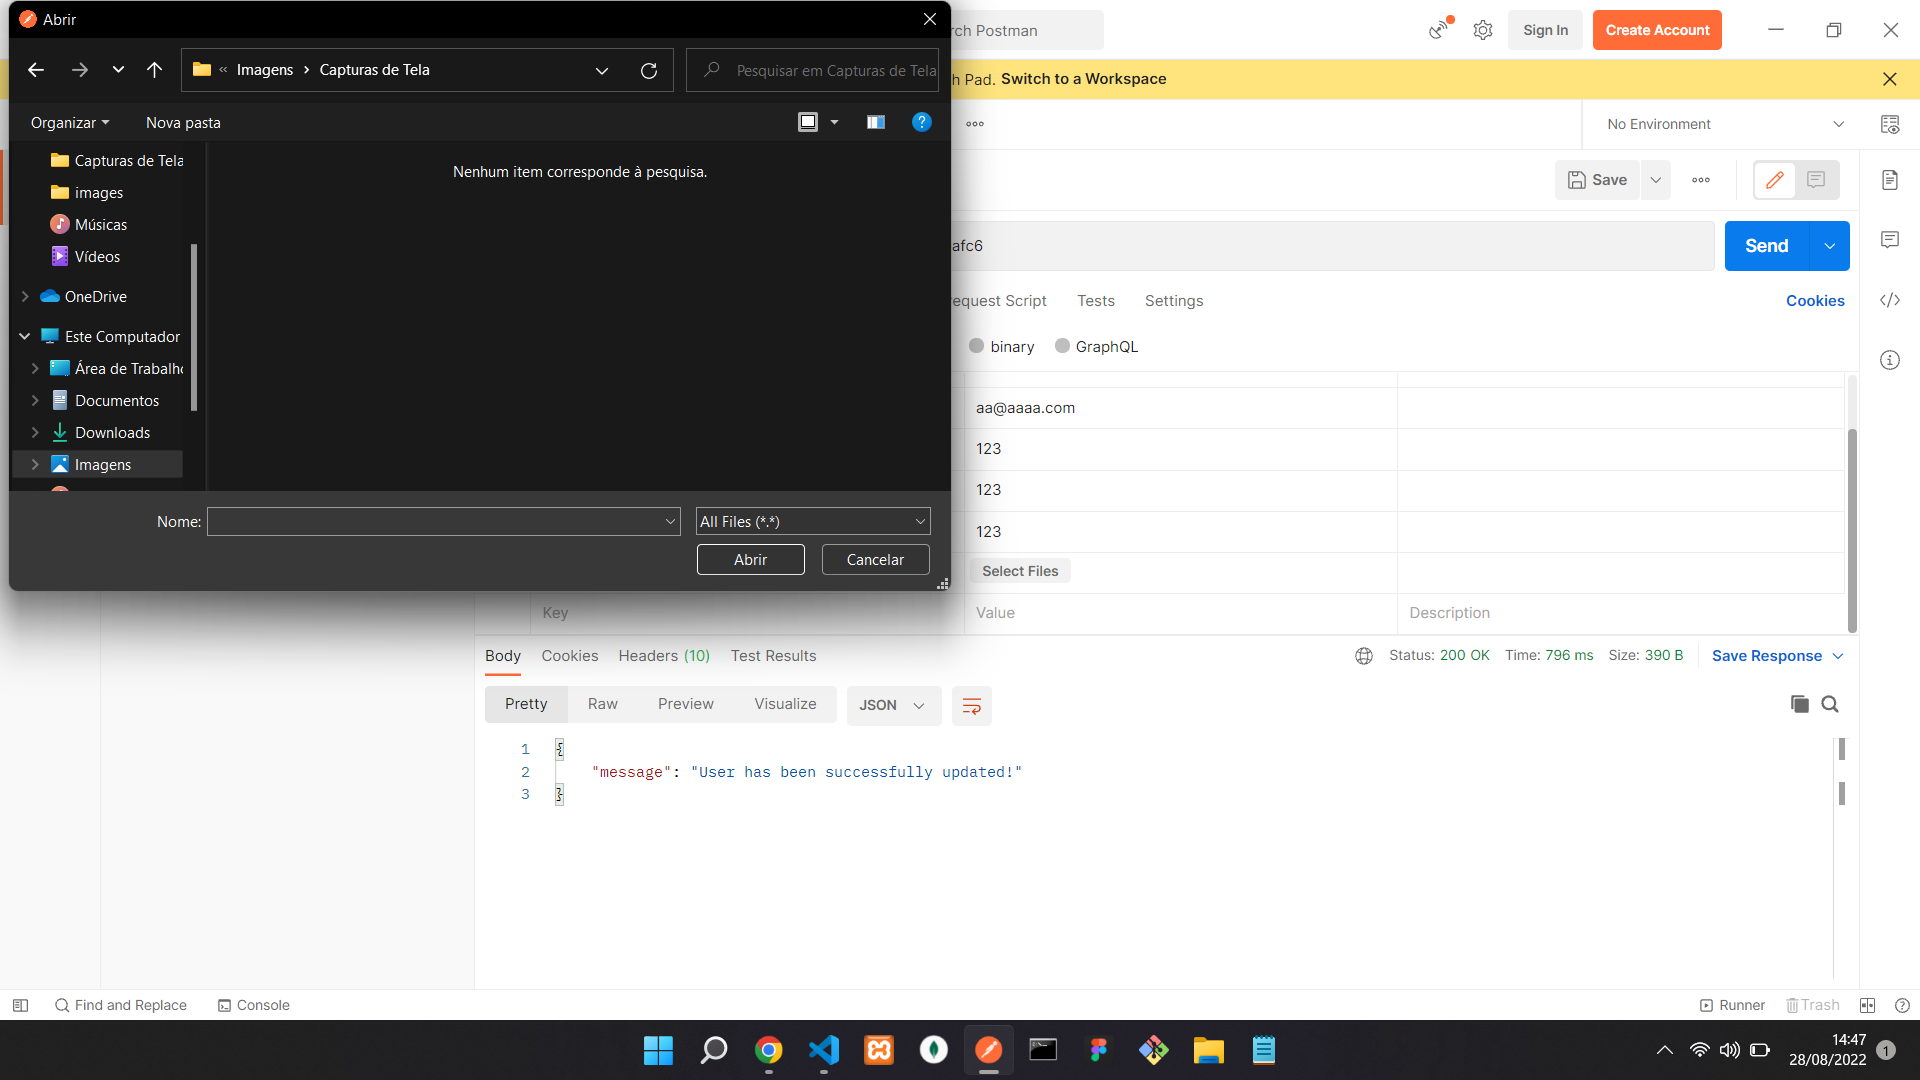 Abrir
Imagens
Capturas de Tela
Pesquisar em Capturas de Tela
Organizar
Nova pasta
Capturas de Tela
images
Músicas
Vídeos
OneDrive
Este Computador
Área de Trabalho
Documentos
Downloads
Imagens
Nenhum item corresponde à pesquisa.
Nome:
All Files (*.*)
Abrir
Cancelar
rch Postman
Sign In
Create Account
h Pad. Switch to a Workspace
No Environment
Save
afc6
Send
equest Script
Tests
Settings
Cookies
binary
GraphQL
aa@aaaa.com
123
123
123
Select Files
Key
Value
Description
Body
Cookies
Headers (10)
Test Results
Status: 200 OK
Time: 796 ms
Size: 390 B
Save Response
Pretty
Raw
Preview
Visualize
JSON
1 {
2 "message": "User has been successfully updated!"
3 }
Find and Replace
Console
Runner
Trash
14:47
28/08/2022
1